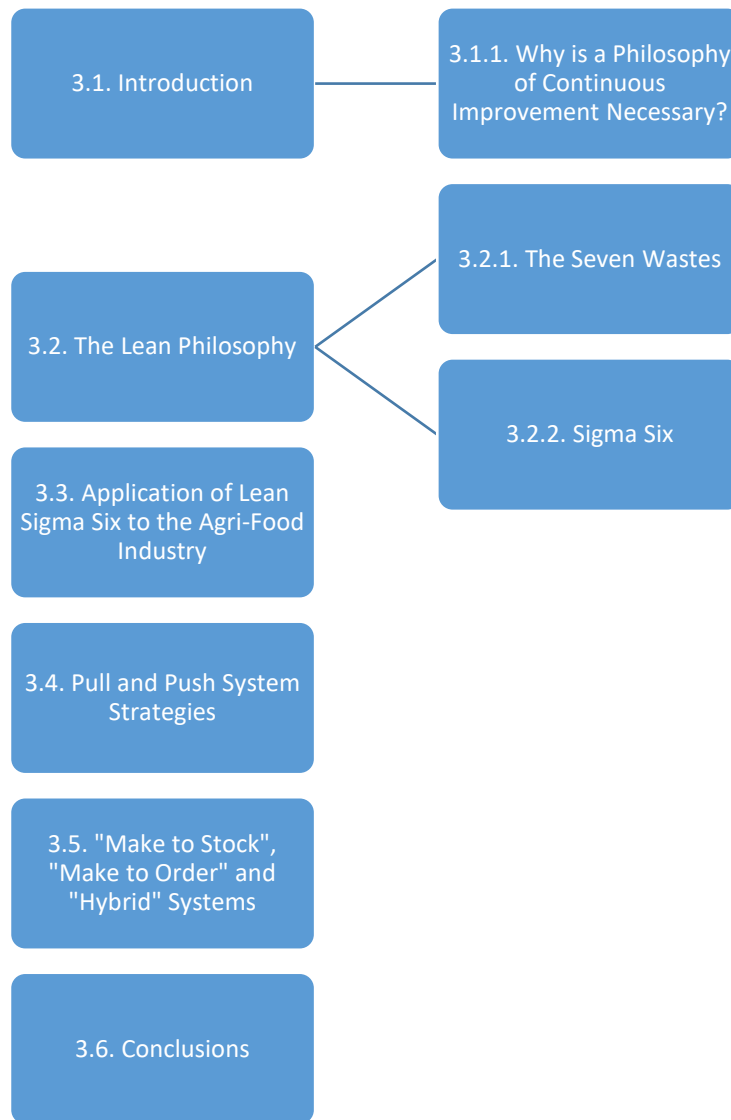 3.1. Introduction
3.1.1. Why is a Philosophy
of Continuous
Improvement Necessary?
3.2. The Lean Philosophy
3.2.1. The Seven Wastes
3.2.2. Sigma Six
3.3. Application of Lean
Sigma Six to the Agri-Food
Industry
3.4. Pull and Push System
Strategies
3.5. "Make to Stock",
"Make to Order" and
"Hybrid" Systems
3.6. Conclusions